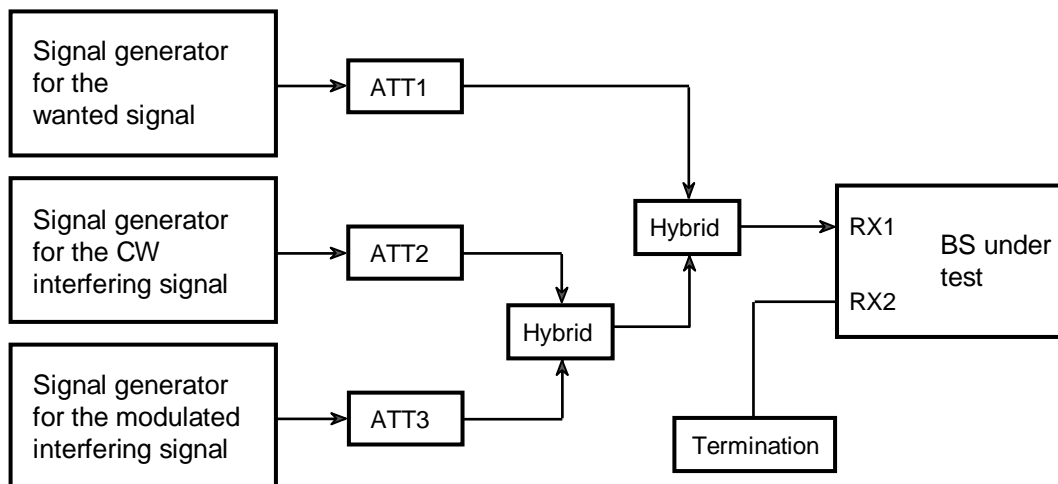 Signal generator
for the
wanted signal
ATT1
Signal generator
for the CW
interfering signal
ATT2
Hybrid
Hybrid
Signal generator
for the modulated
interfering signal
ATT3
RX1
RX2
BS under
test
Termination